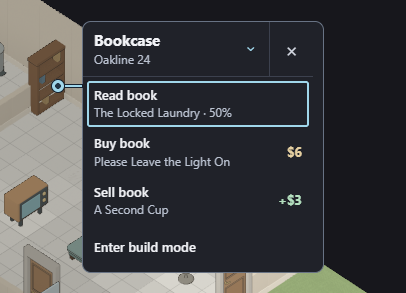 Bookcase
Oakline 24
Read book
The Locked Laundry · 50%
Buy book
Please Leave the Light On
$6
Sell book
A Second Cup
+$3
Enter build mode